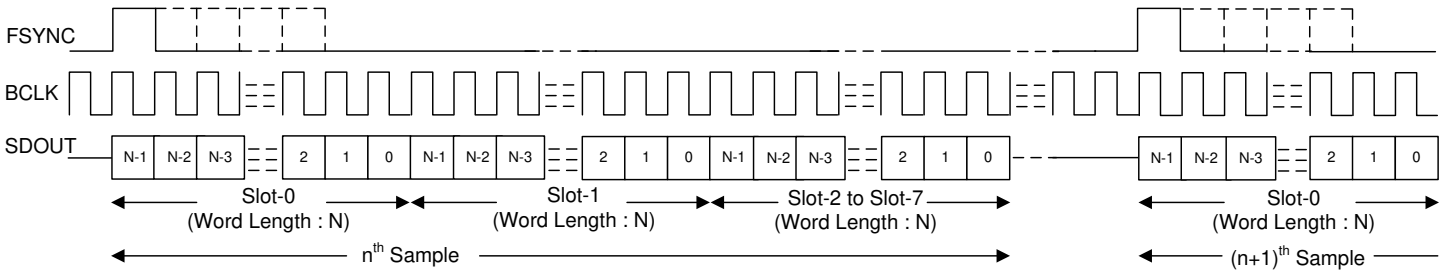 FSYNC
BCLK
SDOUT
N-1 N-2 N-3 2 1 0 N-1 N-2 N-3 2 1 0 N-1 N-2 N-3 2 1 0 N-1 N-2 N-3 2 1 0
Slot-0 Slot-1 Slot-2 to Slot-7 Slot-0
(Word Length : N) (Word Length : N) (Word Length : N) (Word Length : N)
nth Sample (n+1)th Sample